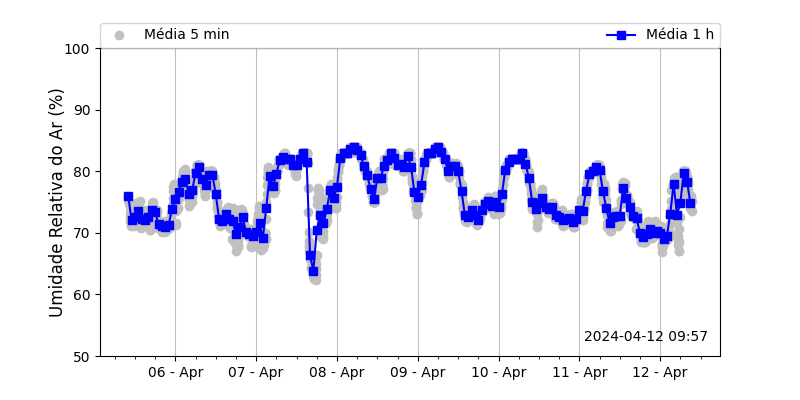 Média 5 min
Média 1 h
100
90
80
70
60
50
Umidade Relativa do Ar (%)
2024-04-12 09:57
06 - Apr
07 - Apr
08 - Apr
09 - Apr
10 - Apr
11 - Apr
12 - Apr